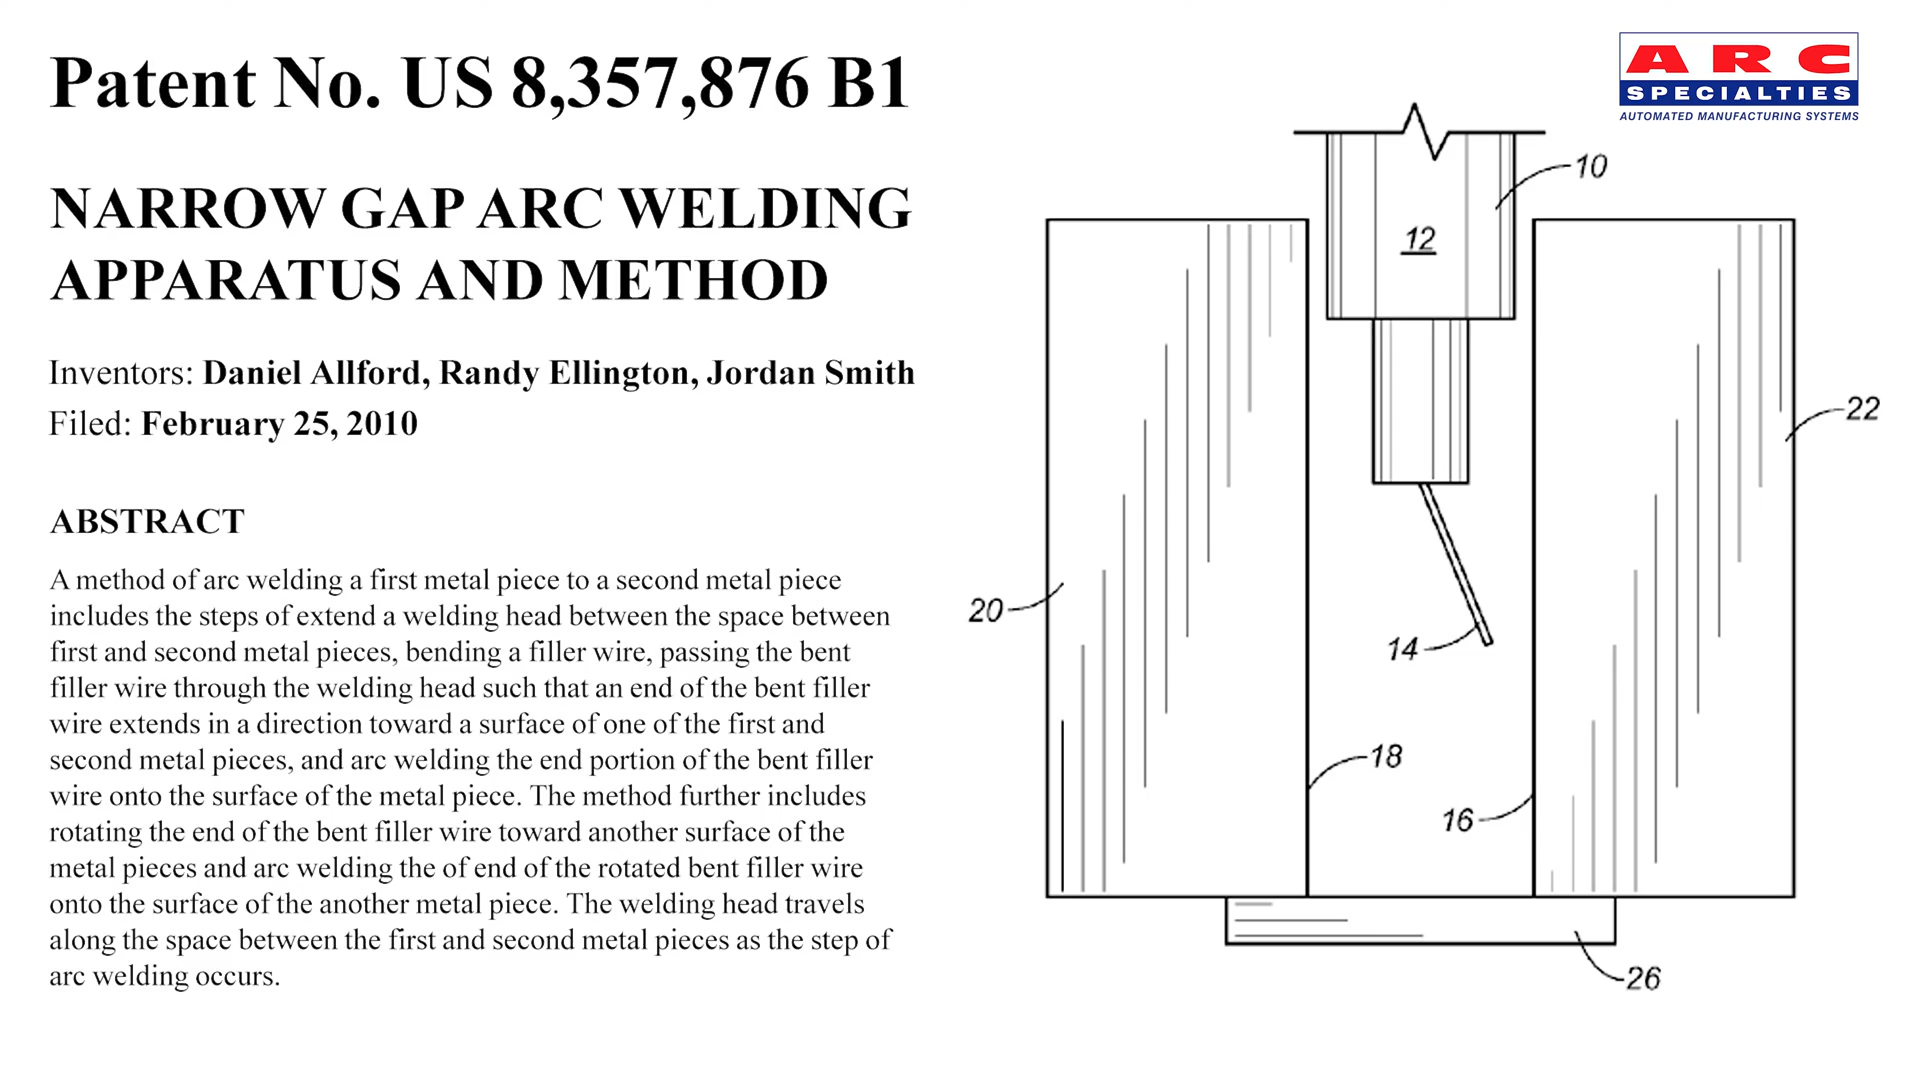 Patent No. US 8,357,876 B1
NARROW GAP ARC WELDING
APPARATUS AND METHOD
Inventors: Daniel Allford, Randy Ellington, Jordan Smith
Filed: February 25, 2010
ABSTRACT
A method of arc welding a first metal piece to a second metal piece
includes the steps of extend a welding head between the space between
first and second metal pieces, bending a filler wire, passing the bent
filler wire through the welding head such that an end of the bent filler
wire extends in a direction toward a surface of one of the first and
second metal pieces, and arc welding the end portion of the bent filler
wire onto the surface of the metal piece. The method further includes
rotating the end of the bent filler wire toward another surface of the
metal pieces and arc welding the of end of the rotated bent filler wire
onto the surface of the another metal piece. The welding head travels
along the space between the first and second metal pieces as the step of
arc welding occurs.
ARC
SPECIALTIES
AUTOMATED MANUFACTURING SYSTEMS
10
12
22
20
14
18
16
26